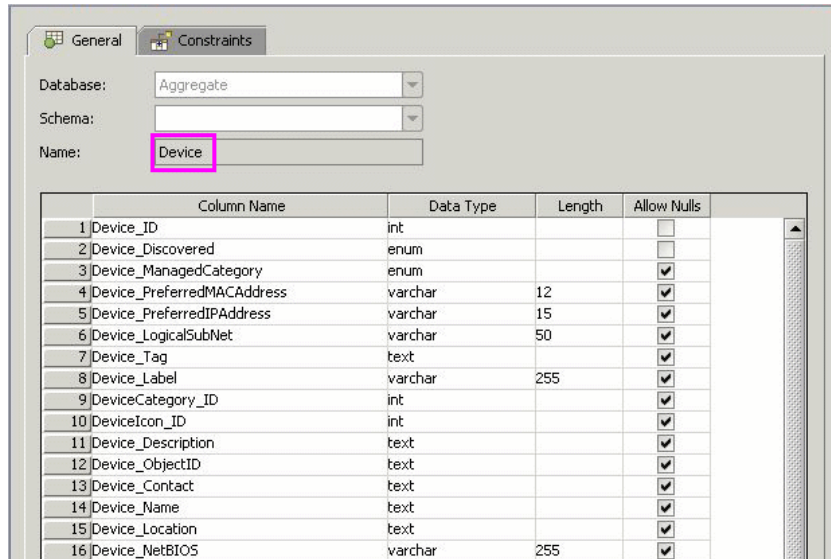 General Constraints
Database: Aggregate
Schema:
Name: Device
Column Name Data Type Length Allow Nulls
1 Device_ID int
2 Device_Discovered enum
3 Device_ManagedCategory enum
4 Device_PreferredMACAddress varchar 12
5 Device_PreferredIPAddress varchar 15
6 Device_LogicalSubNet varchar 50
7 Device_Tag text
8 Device_Label varchar 255
9 DeviceCategory_ID int
10 DeviceIcon_ID int
11 Device_Description text
12 Device_ObjectID text
13 Device_Contact text
14 Device_Name text
15 Device_Location text
16 Device_NetBIOS varchar 255